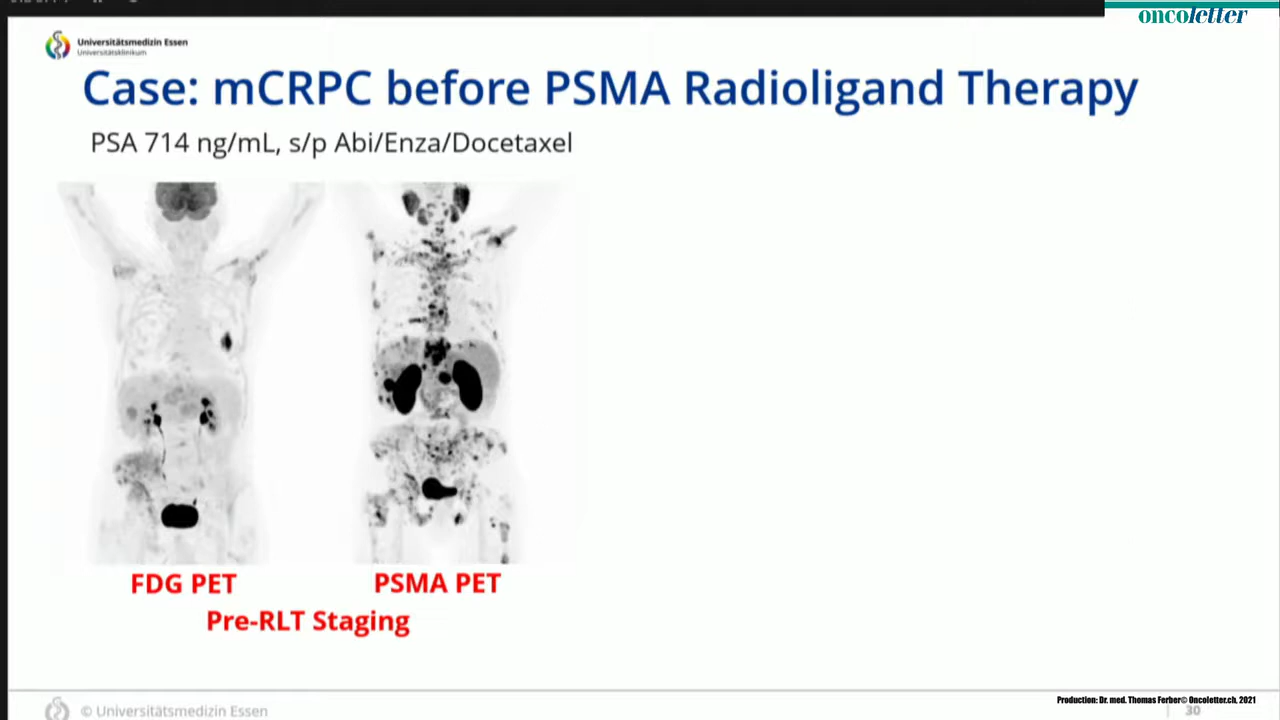 oncoletter
Universitätsmedizin Essen
Universitätsklinikum
Case: mCRPC before PSMA Radioligand Therapy
PSA 714 ng/mL, s/p Abi/Enza/Docetaxel
FDG PET
PSMA PET
Pre-RLT Staging
Production: Dr. med. Thomas Ferber© Oncoletter.ch, 2021
© Universitätsmedizin Essen
30